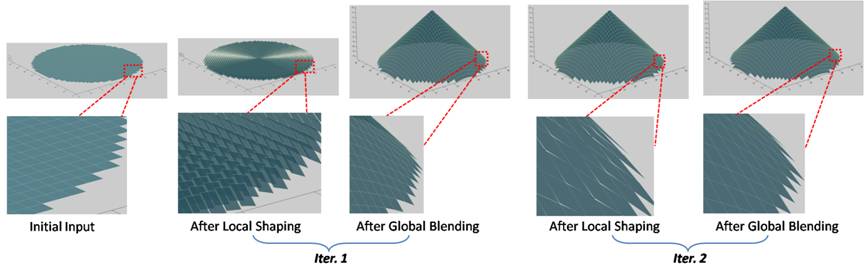 Initial Input
After Local Shaping
After Global Blending
After Local Shaping
After Global Blending
Iter. 1
Iter. 2